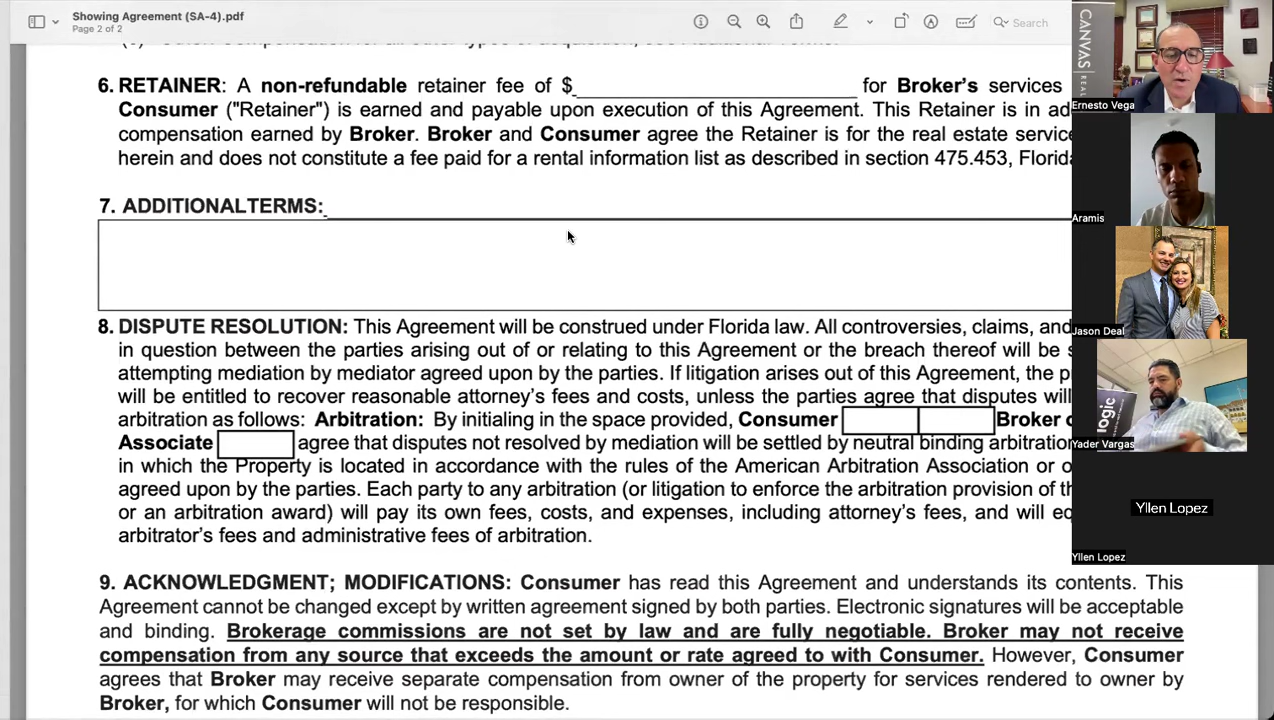 Showing Agreement (SA-4).pdf
Page 2 of 2
Search
6. RETAINER: A non-refundable retainer fee of $ for Broker's services
Consumer ("Retainer") is earned and payable upon execution of this Agreement. This Retainer is in
compensation earned by Broker. Broker and Consumer agree the Retainer is for the real estate
herein and does not constitute a fee paid for a rental information list as described in section 475.453,
7. ADDITIONALTERMS:
8. DISPUTE RESOLUTION: This Agreement will be construed under Florida law. All controversies, claims, and
in question between the parties arising out of or relating to this Agreement or the breach thereof will be
attempting mediation by mediator agreed upon by the parties. If litigation arises out of this Agreement, the
will be entitled to recover reasonable attorney's fees and costs, unless the parties agree that disputes will
arbitration as follows: Arbitration: By initialing in the space provided, Consumer Broker
Associate agree that disputes not resolved by mediation will be settled by neutral binding arbitration
in which the Property is located in accordance with the rules of the American Arbitration Association or
agreed upon by the parties. Each party to any arbitration (or litigation to enforce the arbitration provision of
or an arbitration award) will pay its own fees, costs, and expenses, including attorney's fees, and will
arbitrator's fees and administrative fees of arbitration.
9. ACKNOWLEDGMENT; MODIFICATIONS: Consumer has read this Agreement and understands its contents. This
Agreement cannot be changed except by written agreement signed by both parties. Electronic signatures will be acceptable
and binding. Brokerage commissions are not set by law and are fully negotiable. Broker may not receive
compensation from any source that exceeds the amount or rate agreed to with Consumer. However, Consumer
agrees that Broker may receive separate compensation from owner of the property for services rendered to owner by
Broker, for which Consumer will not be responsible.
CANVAS
REAL
Ernesto Vega
Aramis
Jason Deal
logic
Yader Vargas
Yllen Lopez
Yllen Lopez